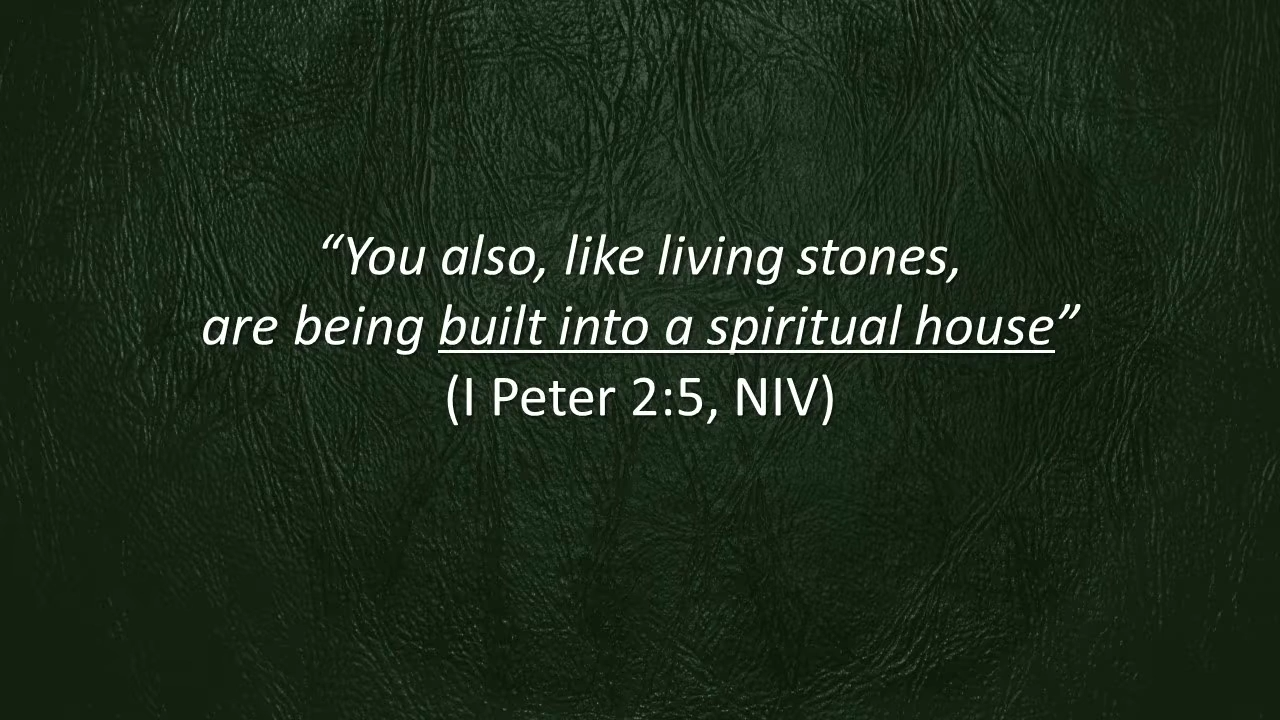 “You also, like living stones,
are being built into a spiritual house”
(I Peter 2:5, NIV)